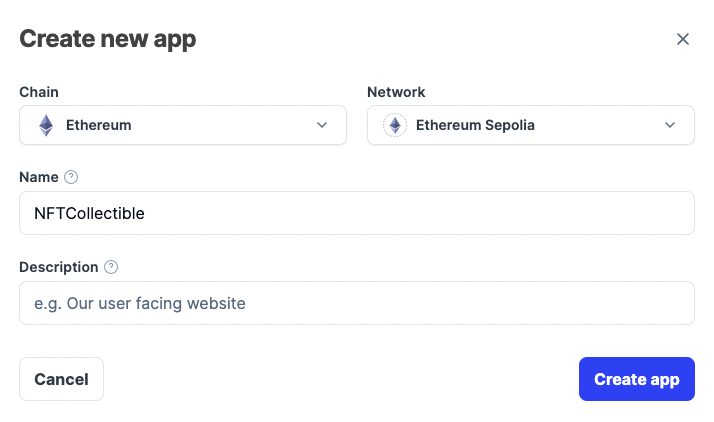 Create new app
Chain Network
Ethereum Ethereum Sepolia
Name
NFTCollectible
Description
e.g. Our user facing website
Cancel Create app